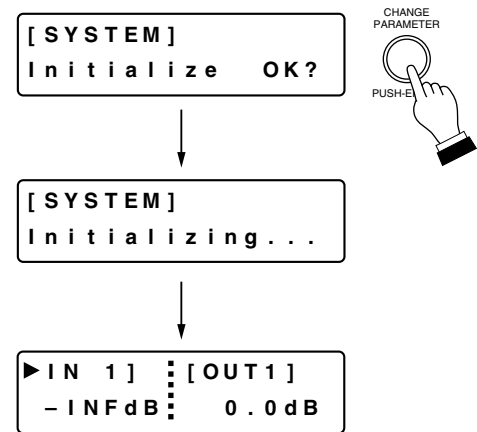 [SYSTEM]
Initialize OK?
CHANGE
PARAMETER
PUSH-E
[SYSTEM]
Initializing...
▶IN 1] [OUT1]
–INFdB 0.0dB